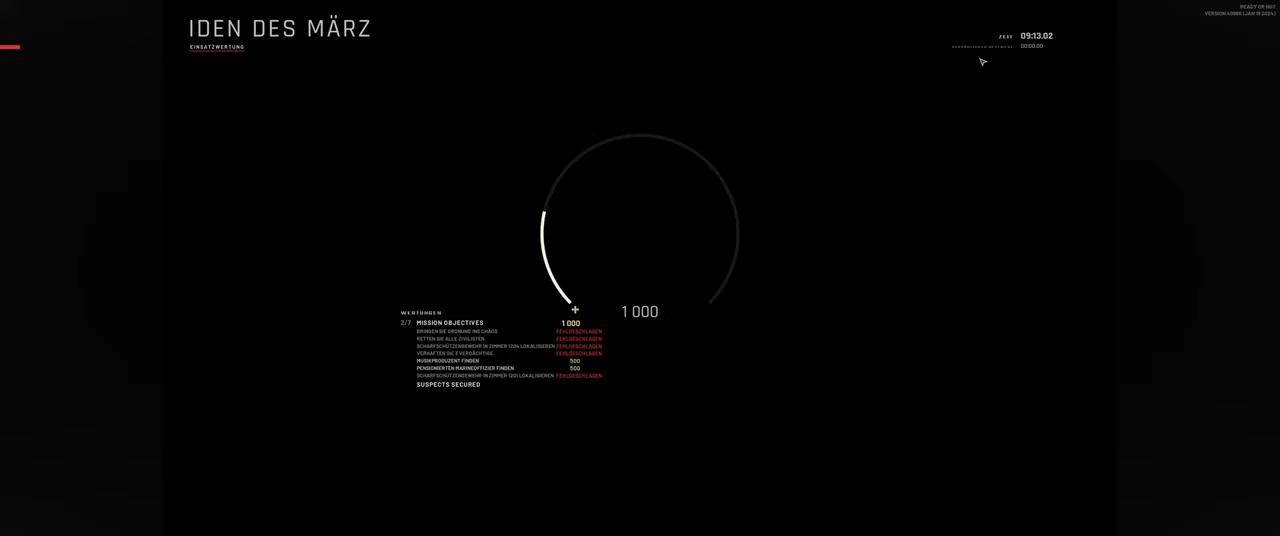 READY OR NOT
VERSION 40986 (JAN 19 2024)
IDEN DES MÄRZ
EINSATZWERTUNG
ZEIT 09:13.02
00:00.00
1 000
WERTUNGEN
2/7 MISSION OBJECTIVES 1 000
BRINGEN SIE ORDNUNG INS CHAOS FEHLGESCHLAGEN
RETTEN SIE ALLE ZIVILISTEN FEHLGESCHLAGEN
SCHARFSCHÜTZENGEWEHR IN ZIMMER 1204 LOKALISIEREN FEHLGESCHLAGEN
VERHAFTEN SIE 7 VERDÄCHTIGE. FEHLGESCHLAGEN
MUSIKPRODUZENT FINDEN 500
PENSIONIERTEN MARINEOFFIZIER FINDEN 500
SCHARFSCHÜTZENGEWEHR IN ZIMMER 1201 LOKALISIEREN FEHLGESCHLAGEN
SUSPECTS SECURED